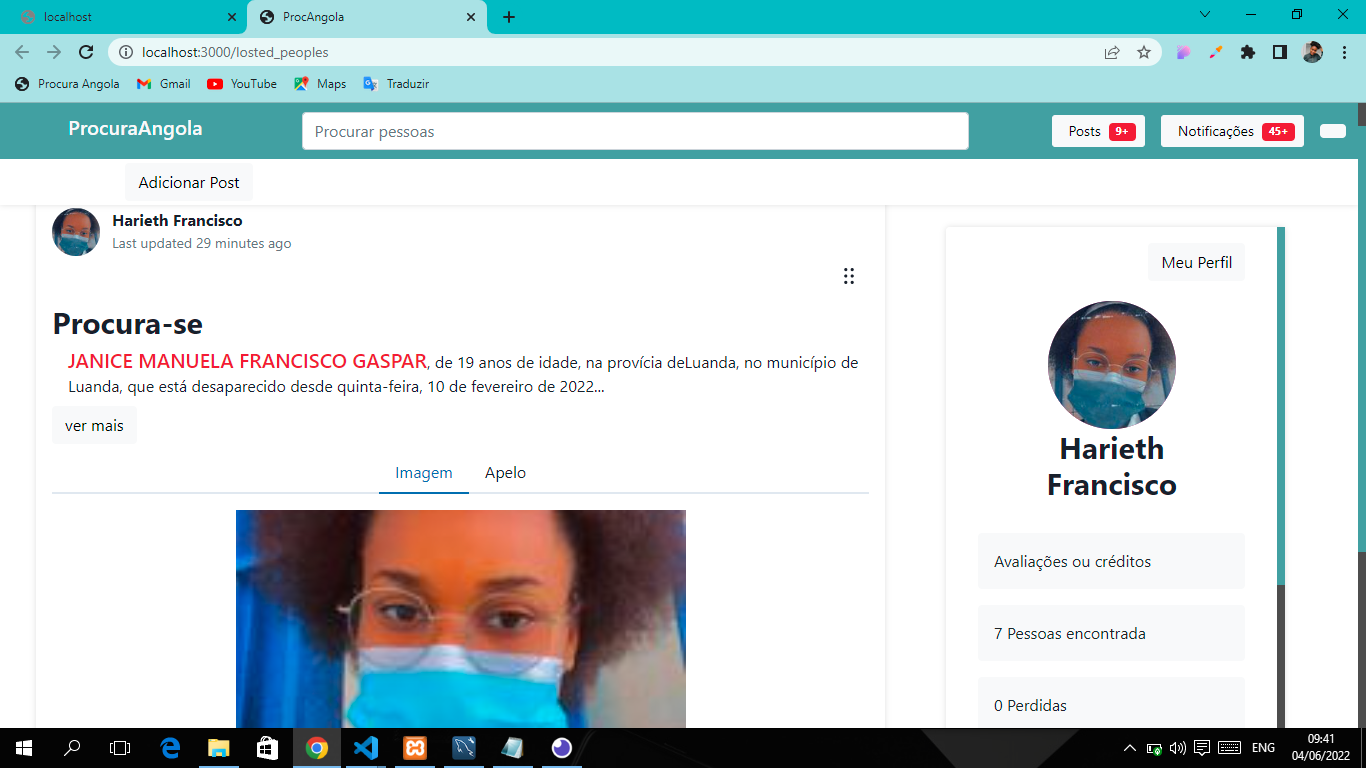 localhost
ProcAngola
localhost:3000/losted_peoples
Procura Angola
Gmail
YouTube
Maps
Traduzir
ProcuraAngola
Procurar pessoas
Posts 9+
Notificações 45+
Adicionar Post
Harieth Francisco
Last updated 29 minutes ago
Procura-se
JANICE MANUELA FRANCISCO GASPAR, de 19 anos de idade, na provícia deLuanda, no município de
Luanda, que está desaparecido desde quinta-feira, 10 de fevereiro de 2022...
ver mais
Imagem
Apelo
Meu Perfil
Harieth
Francisco
Avaliações ou créditos
7 Pessoas encontrada
0 Perdidas
ENG
09:41
04/06/2022